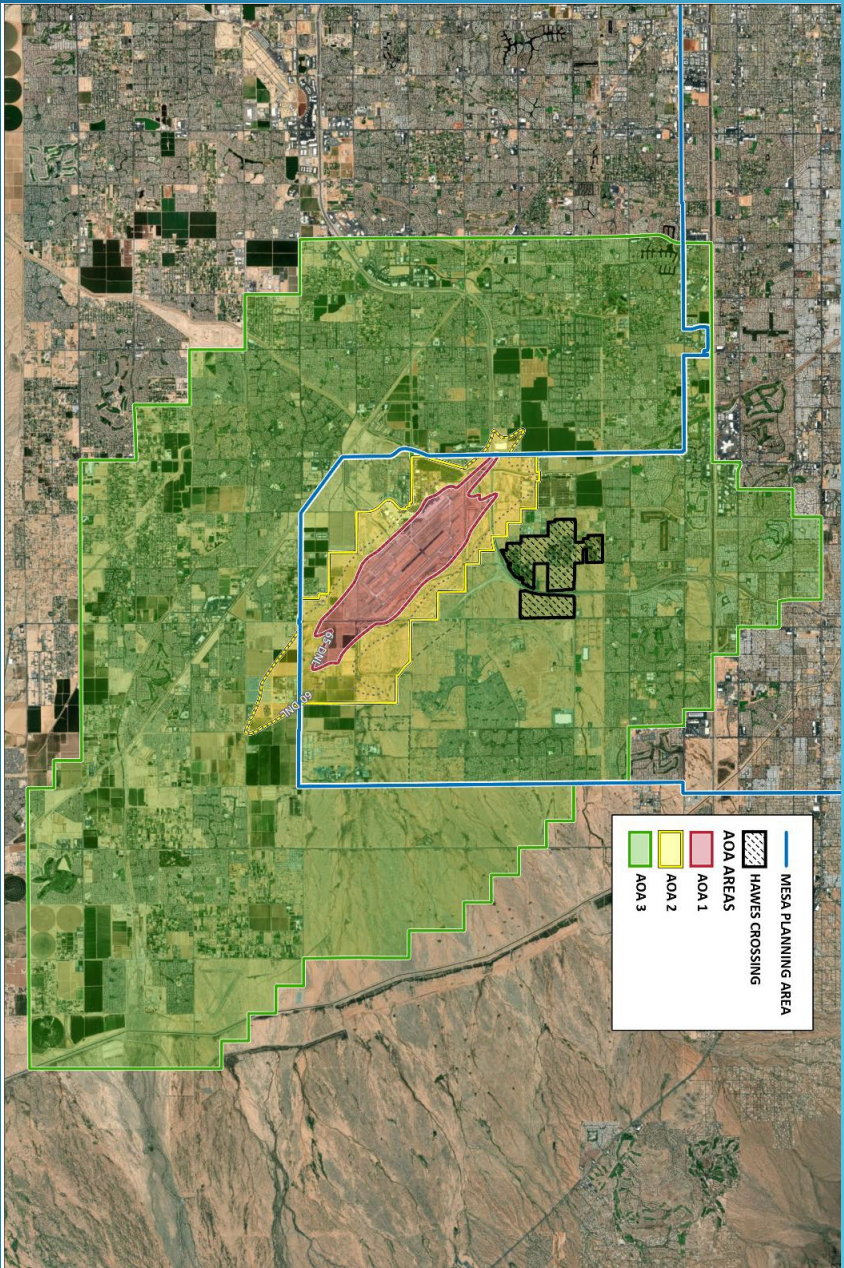 MESA PLANNING AREA
HAWES CROSSING
AOA AREAS
AOA 1
AOA 2
AOA 3
65-DNL
60 DNL